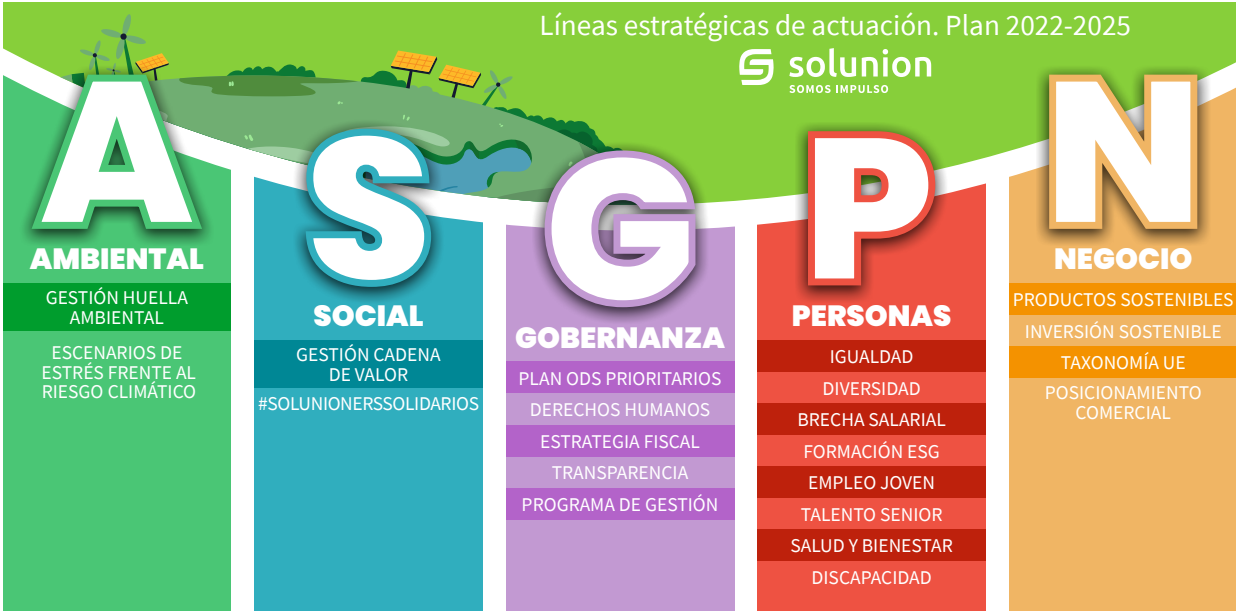 Líneas estratégicas de actuación. Plan 2022-2025
solunion
SOMOS IMPULSO
A
AMBIENTAL
GESTIÓN HUELLA
AMBIENTAL
ESCENARIOS DE
ESTRÉS FRENTE AL
RIESGO CLIMÁTICO
S
SOCIAL
GESTIÓN CADENA
DE VALOR
#SOLUNIONERSSOLIDARIOS
G
GOBERNANZA
PLAN ODS PRIORITARIOS
DERECHOS HUMANOS
ESTRATEGIA FISCAL
TRANSPARENCIA
PROGRAMA DE GESTIÓN
P
PERSONAS
IGUALDAD
DIVERSIDAD
BRECHA SALARIAL
FORMACIÓN ESG
EMPLEO JOVEN
TALENTO SENIOR
SALUD Y BIENESTAR
DISCAPACIDAD
N
NEGOCIO
PRODUCTOS SOSTENIBLES
INVERSIÓN SOSTENIBLE
TAXONOMÍA UE
POSICIONAMIENTO
COMERCIAL